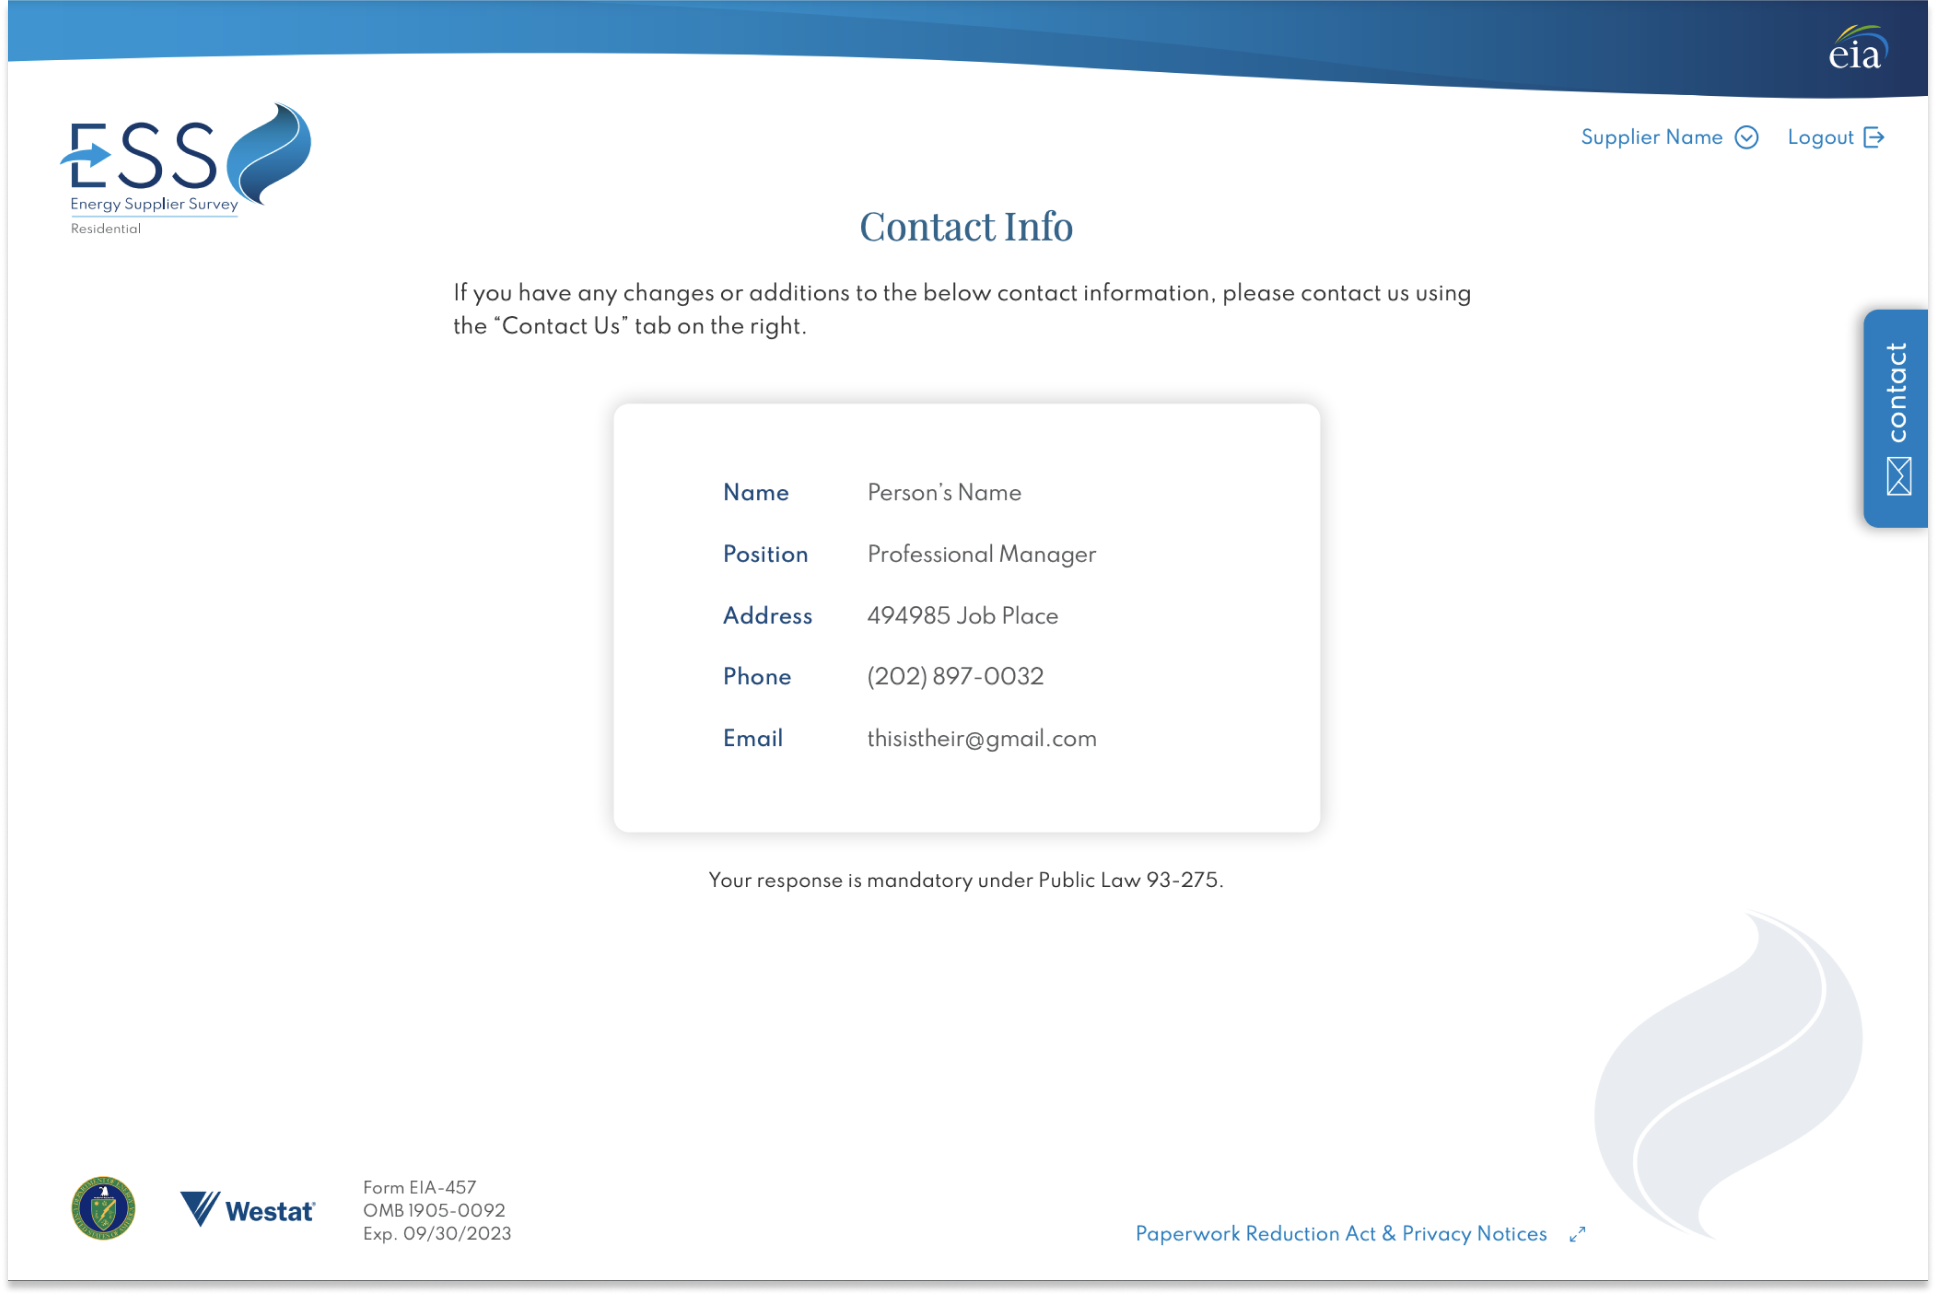 eia
ESS
Energy Supplier Survey
Residential
Supplier Name
Logout
Contact Info
If you have any changes or additions to the below contact information, please contact us using
the “Contact Us” tab on the right.
contact
Name Person’s Name
Position Professional Manager
Address 494985 Job Place
Phone (202) 897-0032
Email thisistheir@gmail.com
Your response is mandatory under Public Law 93-275.
Westat
Form EIA-457
OMB 1905-0092
Exp. 09/30/2023
Paperwork Reduction Act & Privacy Notices